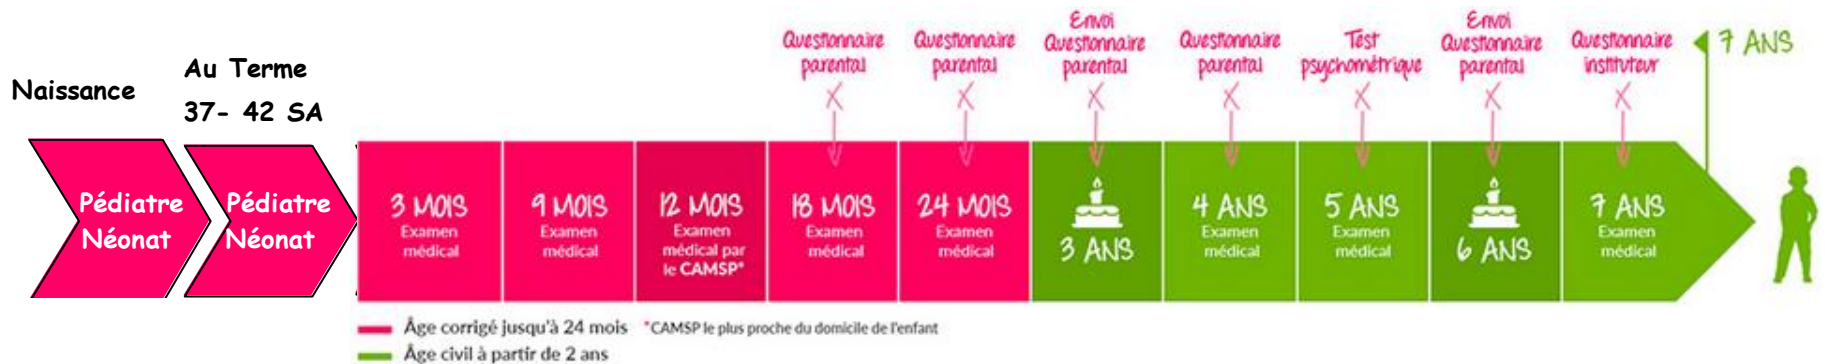 Naissance
Au Terme
37- 42 SA
Pédiatre
Néonat
Pédiatre
Néonat
3 MOIS
Examen
médical
9 MOIS
Examen
médical
12 MOIS
Examen
médical par
le CAMSP*
Questionnaire
parental
18 MOIS
Examen
médical
Questionnaire
parental
24 MOIS
Examen
médical
Envoi
Questionnaire
parental
3 ANS
Questionnaire
parental
4 ANS
Examen
médical
Test
psychométrique
5 ANS
Examen
médical
Envoi
Questionnaire
parental
6 ANS
Questionnaire
instituteur
7 ANS
Examen
médical
7 ANS
Âge corrigé jusqu'à 24 mois *CAMSP le plus proche du domicile de l'enfant
Âge civil à partir de 2 ans